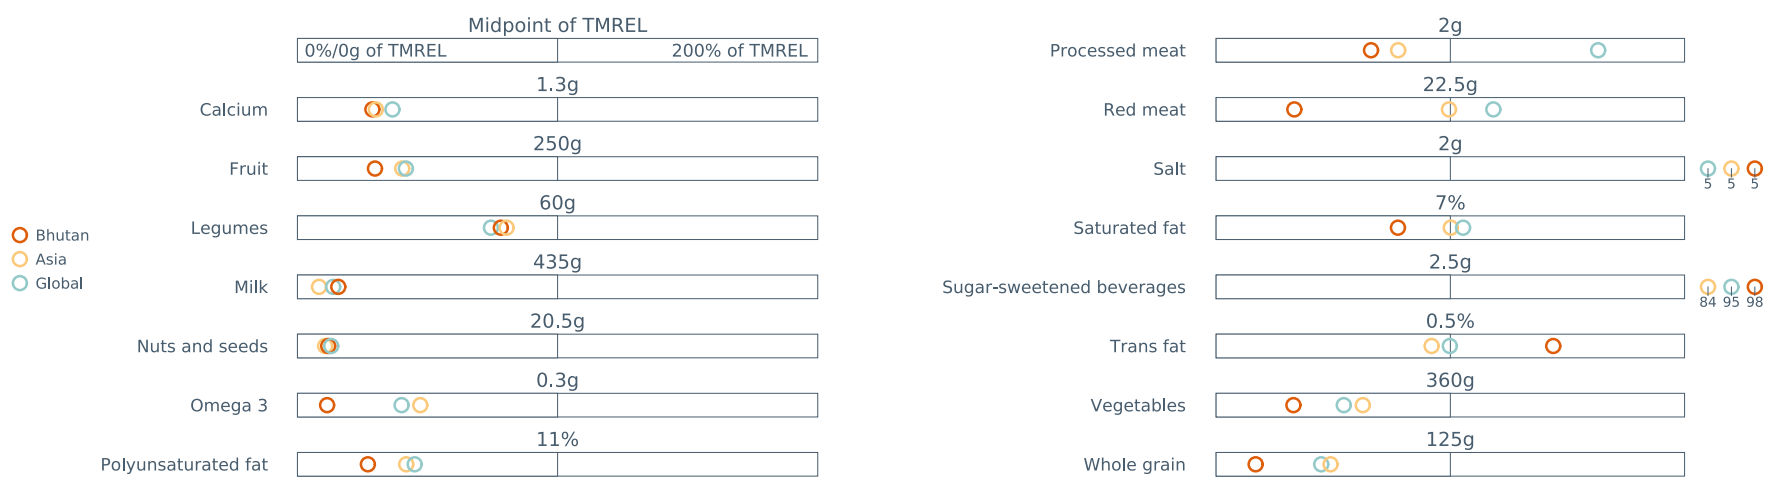 Midpoint of TMREL
0%/0g of TMREL
200% of TMREL
1.3g
Calcium
250g
Fruit
60g
Legumes
435g
Milk
20.5g
Nuts and seeds
0.3g
Omega 3
11%
Polyunsaturated fat
Bhutan
Asia
Global
2g
Processed meat
22.5g
Red meat
2g
Salt
5 5 5
7%
Saturated fat
2.5g
Sugar-sweetened beverages
84 95 98
0.5%
Trans fat
360g
Vegetables
125g
Whole grain